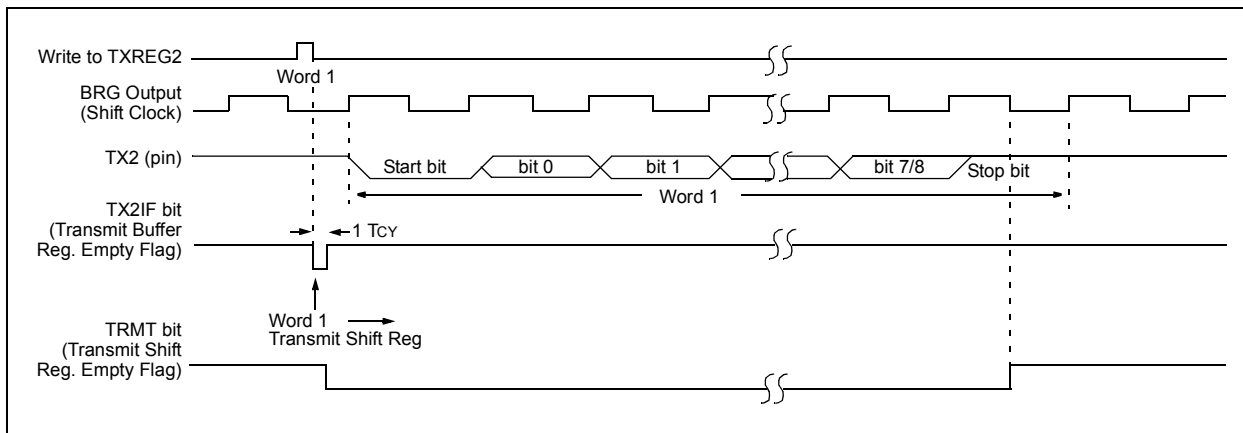 Write to TXREG2
Word 1
BRG Output
(Shift Clock)
TX2 (pin)
Start bit
bit 0
bit 1
bit 7/8
Stop bit
Word 1
TX2IF bit
(Transmit Buffer
Reg. Empty Flag)
1 TCY
Word 1
Transmit Shift Reg
TRMT bit
(Transmit Shift
Reg. Empty Flag)